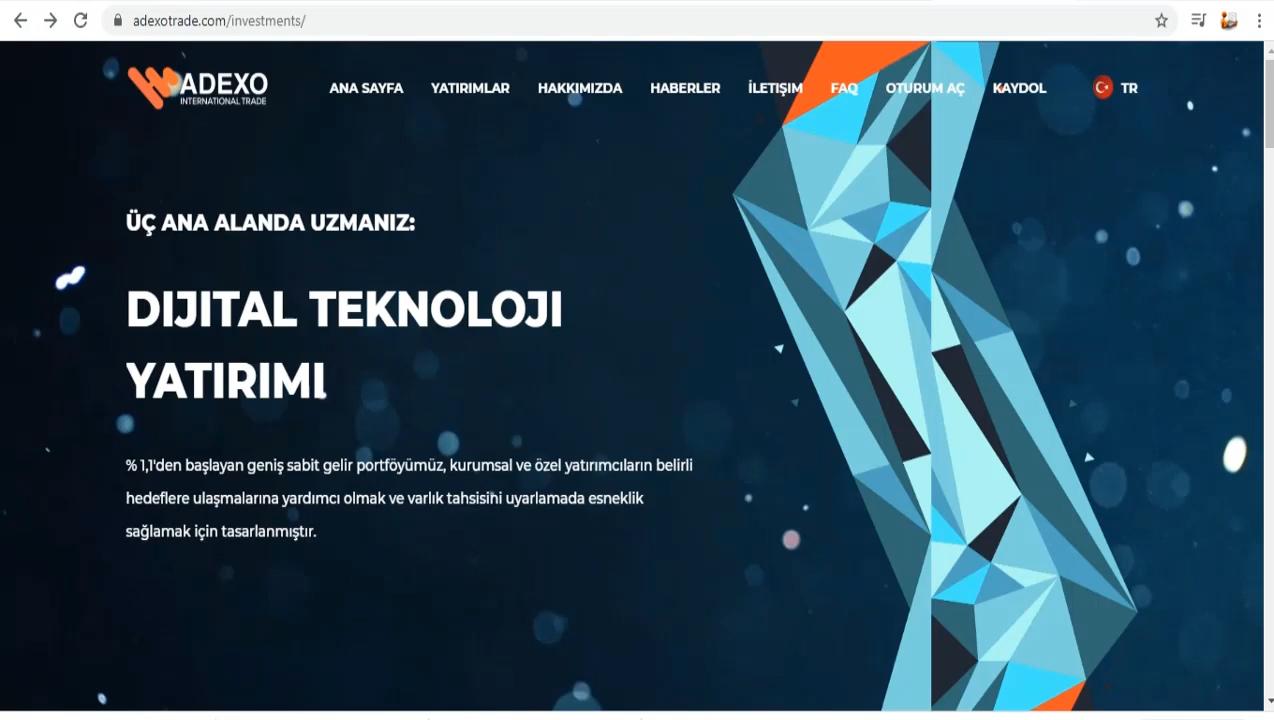 adexotrade.com/investments/
ADEXO
INTERNATIONAL TRADE
ANA SAYFA YATIRIMLAR HAKKIMIZDA HABERLER İLETIŞIM FAQ OTURUM AÇ KAYDOL TR
ÜÇ ANA ALANDA UZMANIZ:
DIJITAL TEKNOLOJI
YATIRIMI
% 1,1'den başlayan geniş sabit gelir portföyümüz, kurumsal ve özel yatırımcıların belirli
hedeflere ulaşmalarına yardımcı olmak ve varlık tahsisini uyarlamada esneklik
sağlamak için tasarlanmıştır.